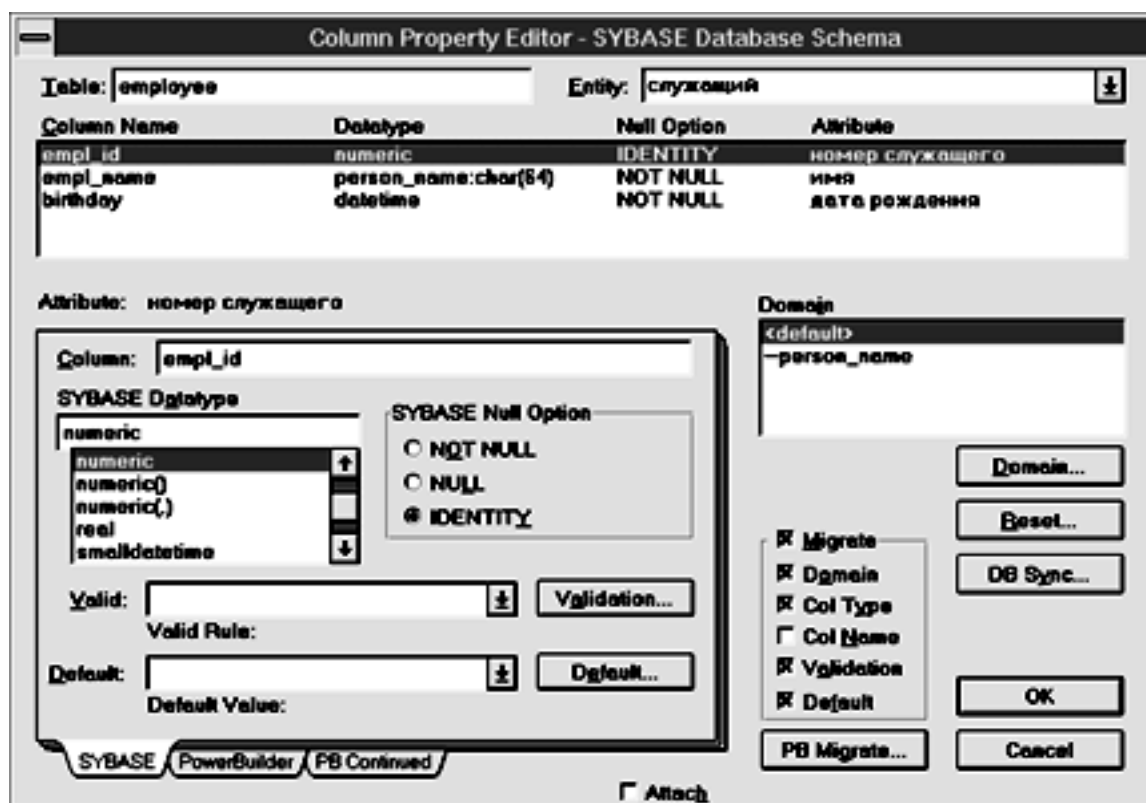 Column Property Editor - SYBASE Database Schema
Table: employee Entity: служащий
Column Name Datatype Null Option Attribute
empl_id numeric IDENTITY номер служащего
empl_name person_name:char(64) NOT NULL имя
birthday datetime NOT NULL дата рождения
Attribute: номер служащего
Domain
<default>
—person_name
Column: empl_id
SYBASE Datatype
numeric
numeric
numeric()
numeric(,)
real
smalldatetime
SYBASE Null Option
NOT NULL
NULL
IDENTITY
Valid: Validation...
Valid Rule:
Default: Default...
Default Value:
SYBASE PowerBuilder PB Continued
Domain...
Reset...
DB Sync...
Migrate
Domain
Col Type
Col Name
Validation
Default
OK
PB Migrate... Cancel
Attach